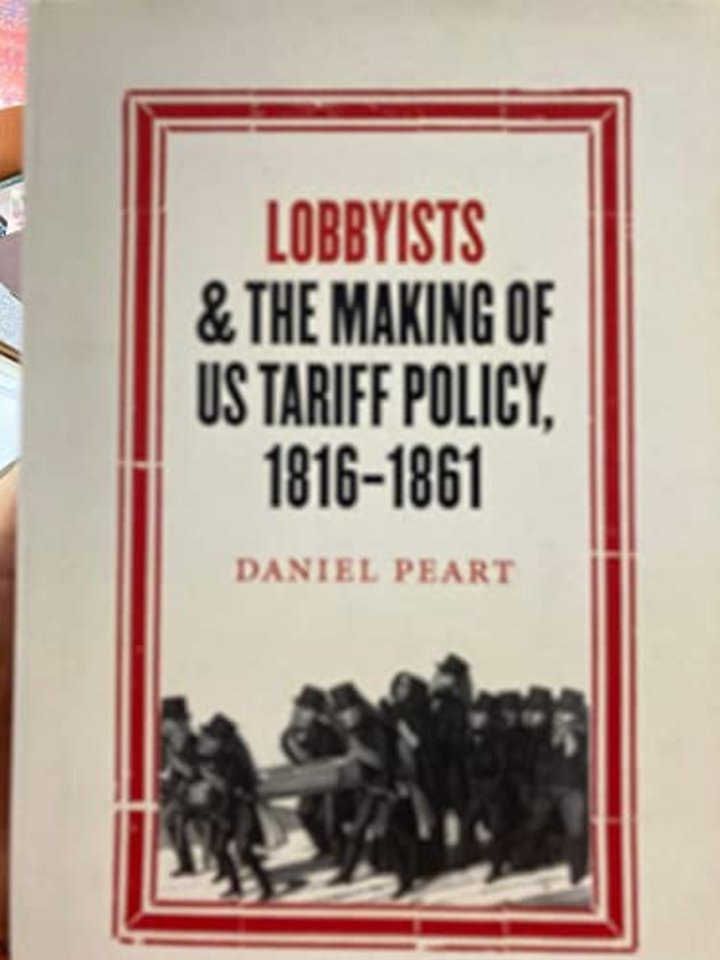 LOBBYISTS
& THE MAKING OF
US TARIFF POLICY,
1816–1861
DANIEL PEART